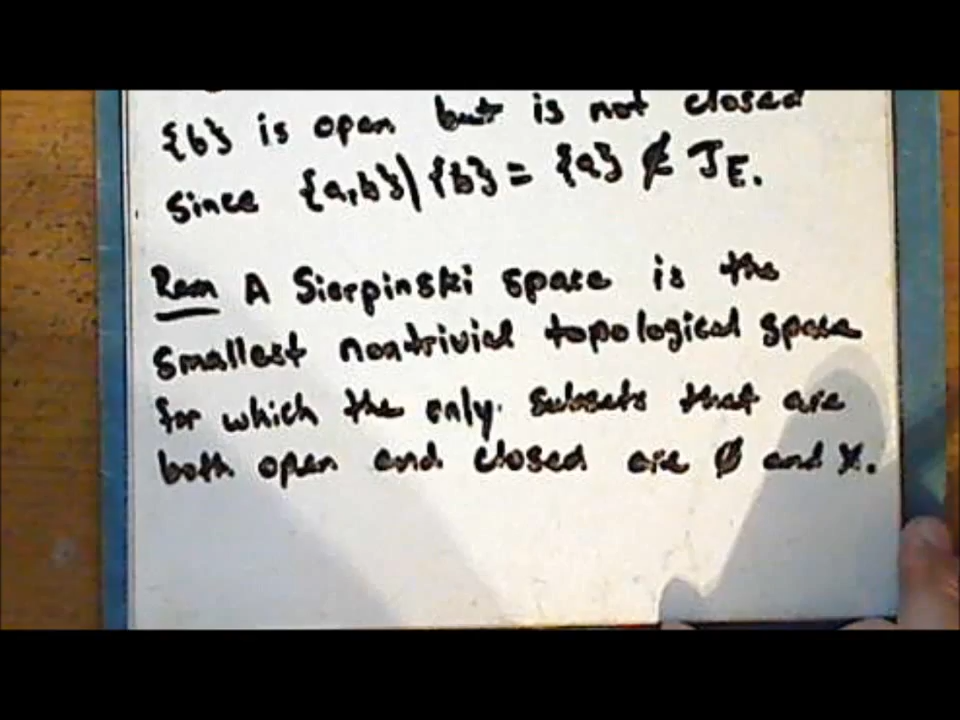 {b} is open but is not closed
since {a,b}\{b} = {a} ∉ J_E.
Rem A Sierpinski space is the
smallest nontrivial topological space
for which the only subsets that are
both open and closed are Ø and X.